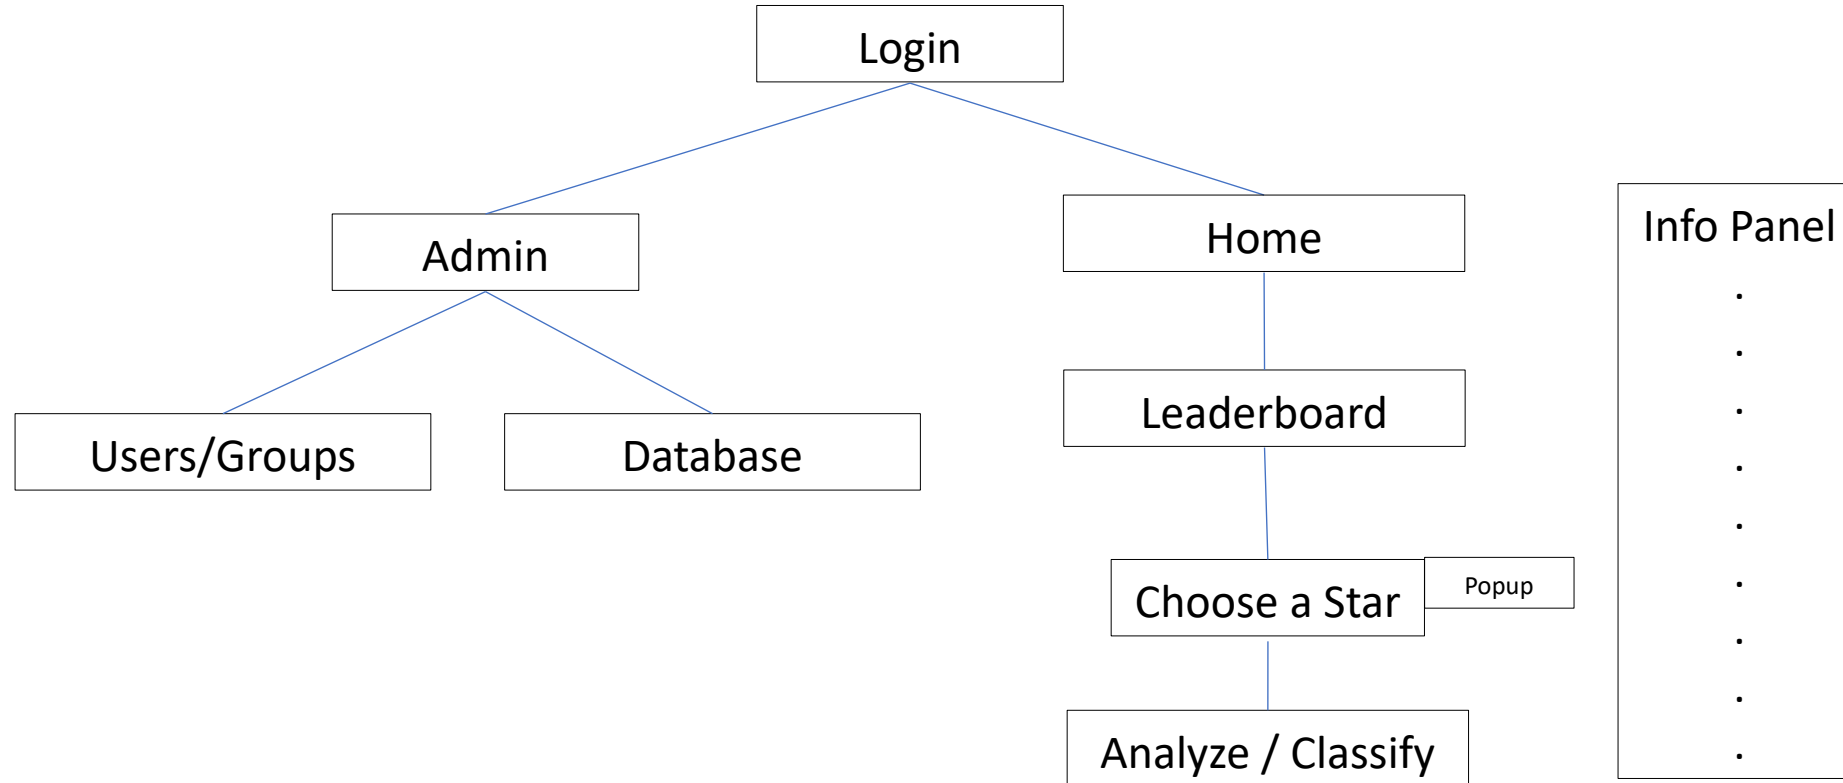 Login
Admin
Home
Info Panel
.
.
.
.
.
.
.
.
.
Leaderboard
Users/Groups
Database
Choose a Star
Popup
Analyze / Classify